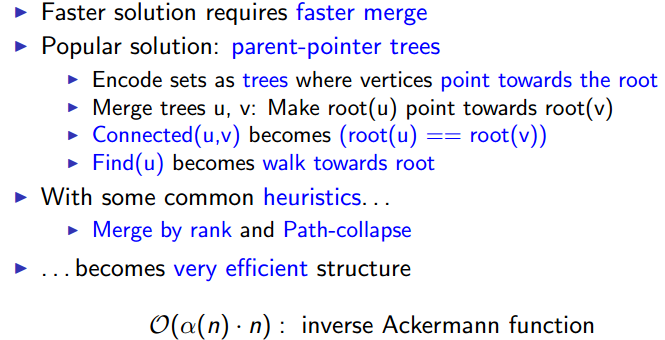 ▶ Faster solution requires faster merge
▶ Popular solution: parent-pointer trees
▶ Encode sets as trees where vertices point towards the root
▶ Merge trees u, v: Make root(u) point towards root(v)
▶ Connected(u,v) becomes (root(u) == root(v))
▶ Find(u) becomes walk towards root
▶ With some common heuristics...
▶ Merge by rank and Path-collapse
▶ ...becomes very efficient structure
𝒪(α(n) · n) : inverse Ackermann function